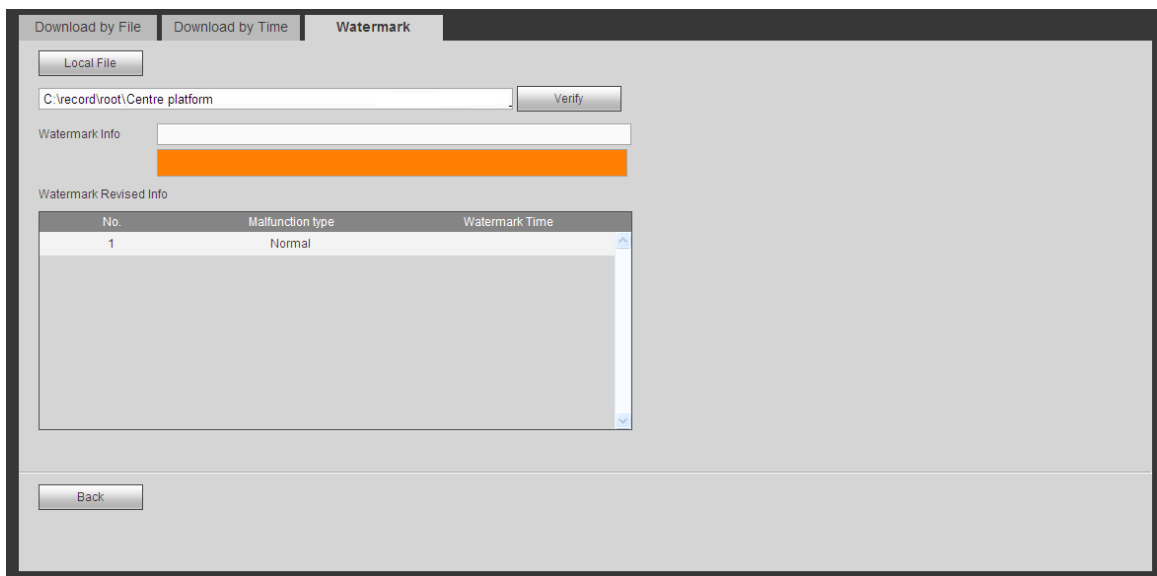 Download by File Download by Time Watermark
Local File
C:\record\root\Centre platform Verify
Watermark Info
Watermark Revised Info
No. Malfunction type Watermark Time
1 Normal
Back